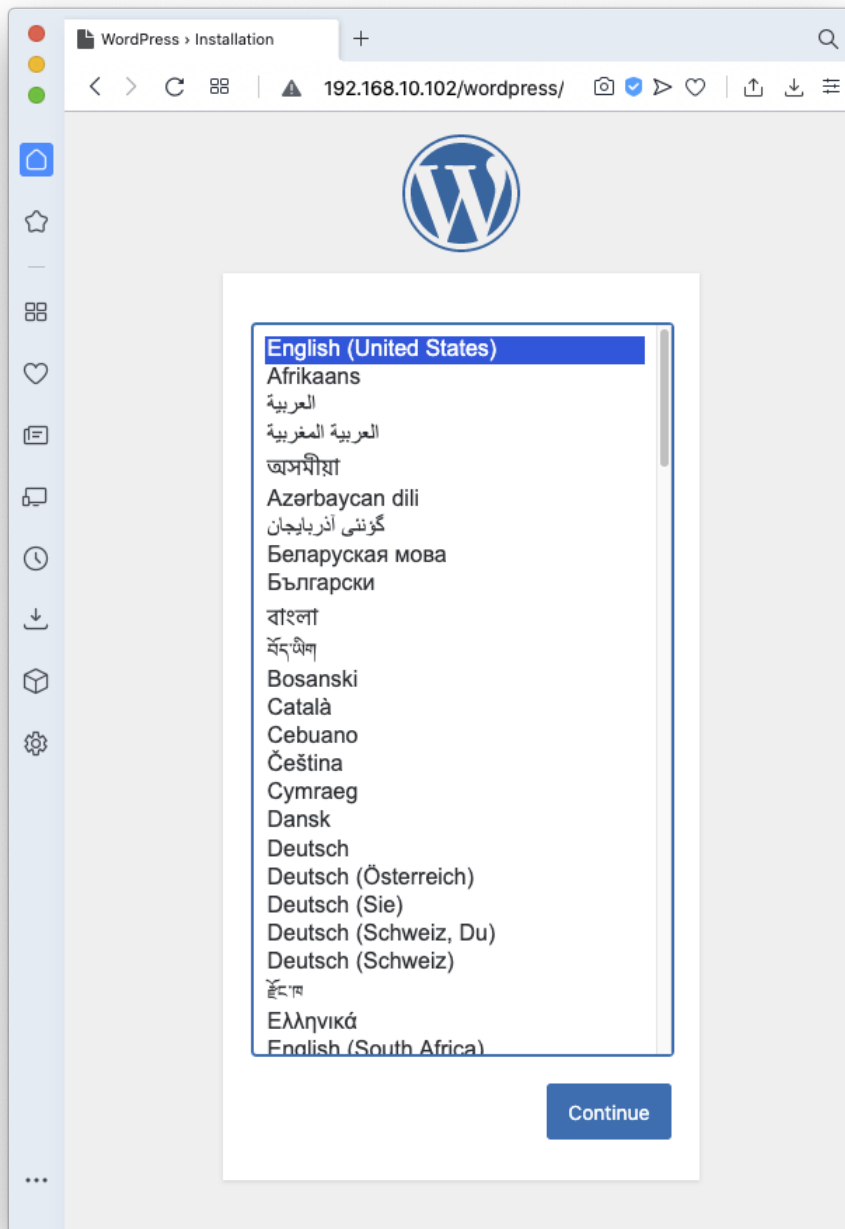 WordPress › Installation
192.168.10.102/wordpress/
English (United States)
Afrikaans
العربية
العربية المغربية
অসমীয়া
Azərbaycan dili
گؤنئی آذربایجان
Беларуская мова
Български
বাংলা
བོད་ཡིག
Bosanski
Català
Cebuano
Čeština
Cymraeg
Dansk
Deutsch
Deutsch (Österreich)
Deutsch (Sie)
Deutsch (Schweiz, Du)
Deutsch (Schweiz)
རྫོང་ཁ
Ελληνικά
English (South Africa)
Continue